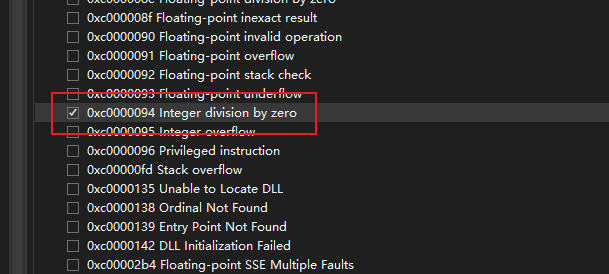 0xc000008e Floating-point division by zero
0xc000008f Floating-point inexact result
0xc0000090 Floating-point invalid operation
0xc0000091 Floating-point overflow
0xc0000092 Floating-point stack check
0xc0000093 Floating-point underflow
0xc0000094 Integer division by zero
0xc0000095 Integer overflow
0xc0000096 Privileged instruction
0xc00000fd Stack overflow
0xc0000135 Unable to Locate DLL
0xc0000138 Ordinal Not Found
0xc0000139 Entry Point Not Found
0xc0000142 DLL Initialization Failed
0xc00002b4 Floating-point SSE Multiple Faults